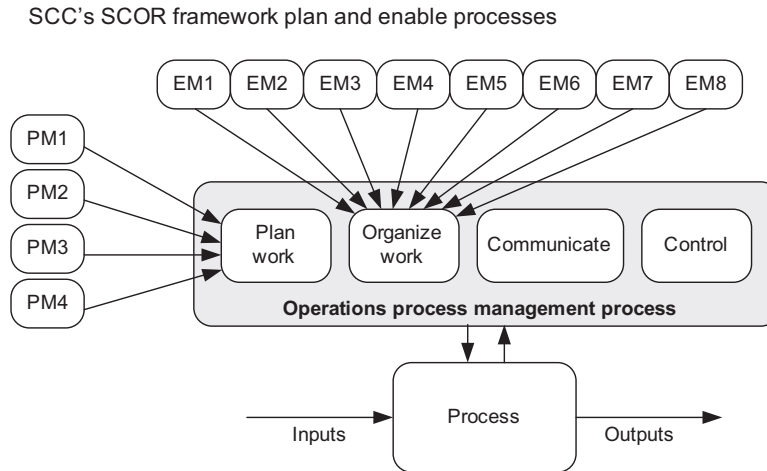 SCC's SCOR framework plan and enable processes
EM1 EM2 EM3 EM4 EM5 EM6 EM7 EM8
PM1
PM2
PM3
PM4
Plan
work
Organize
work
Communicate
Control
Operations process management process
Process
Inputs
Outputs